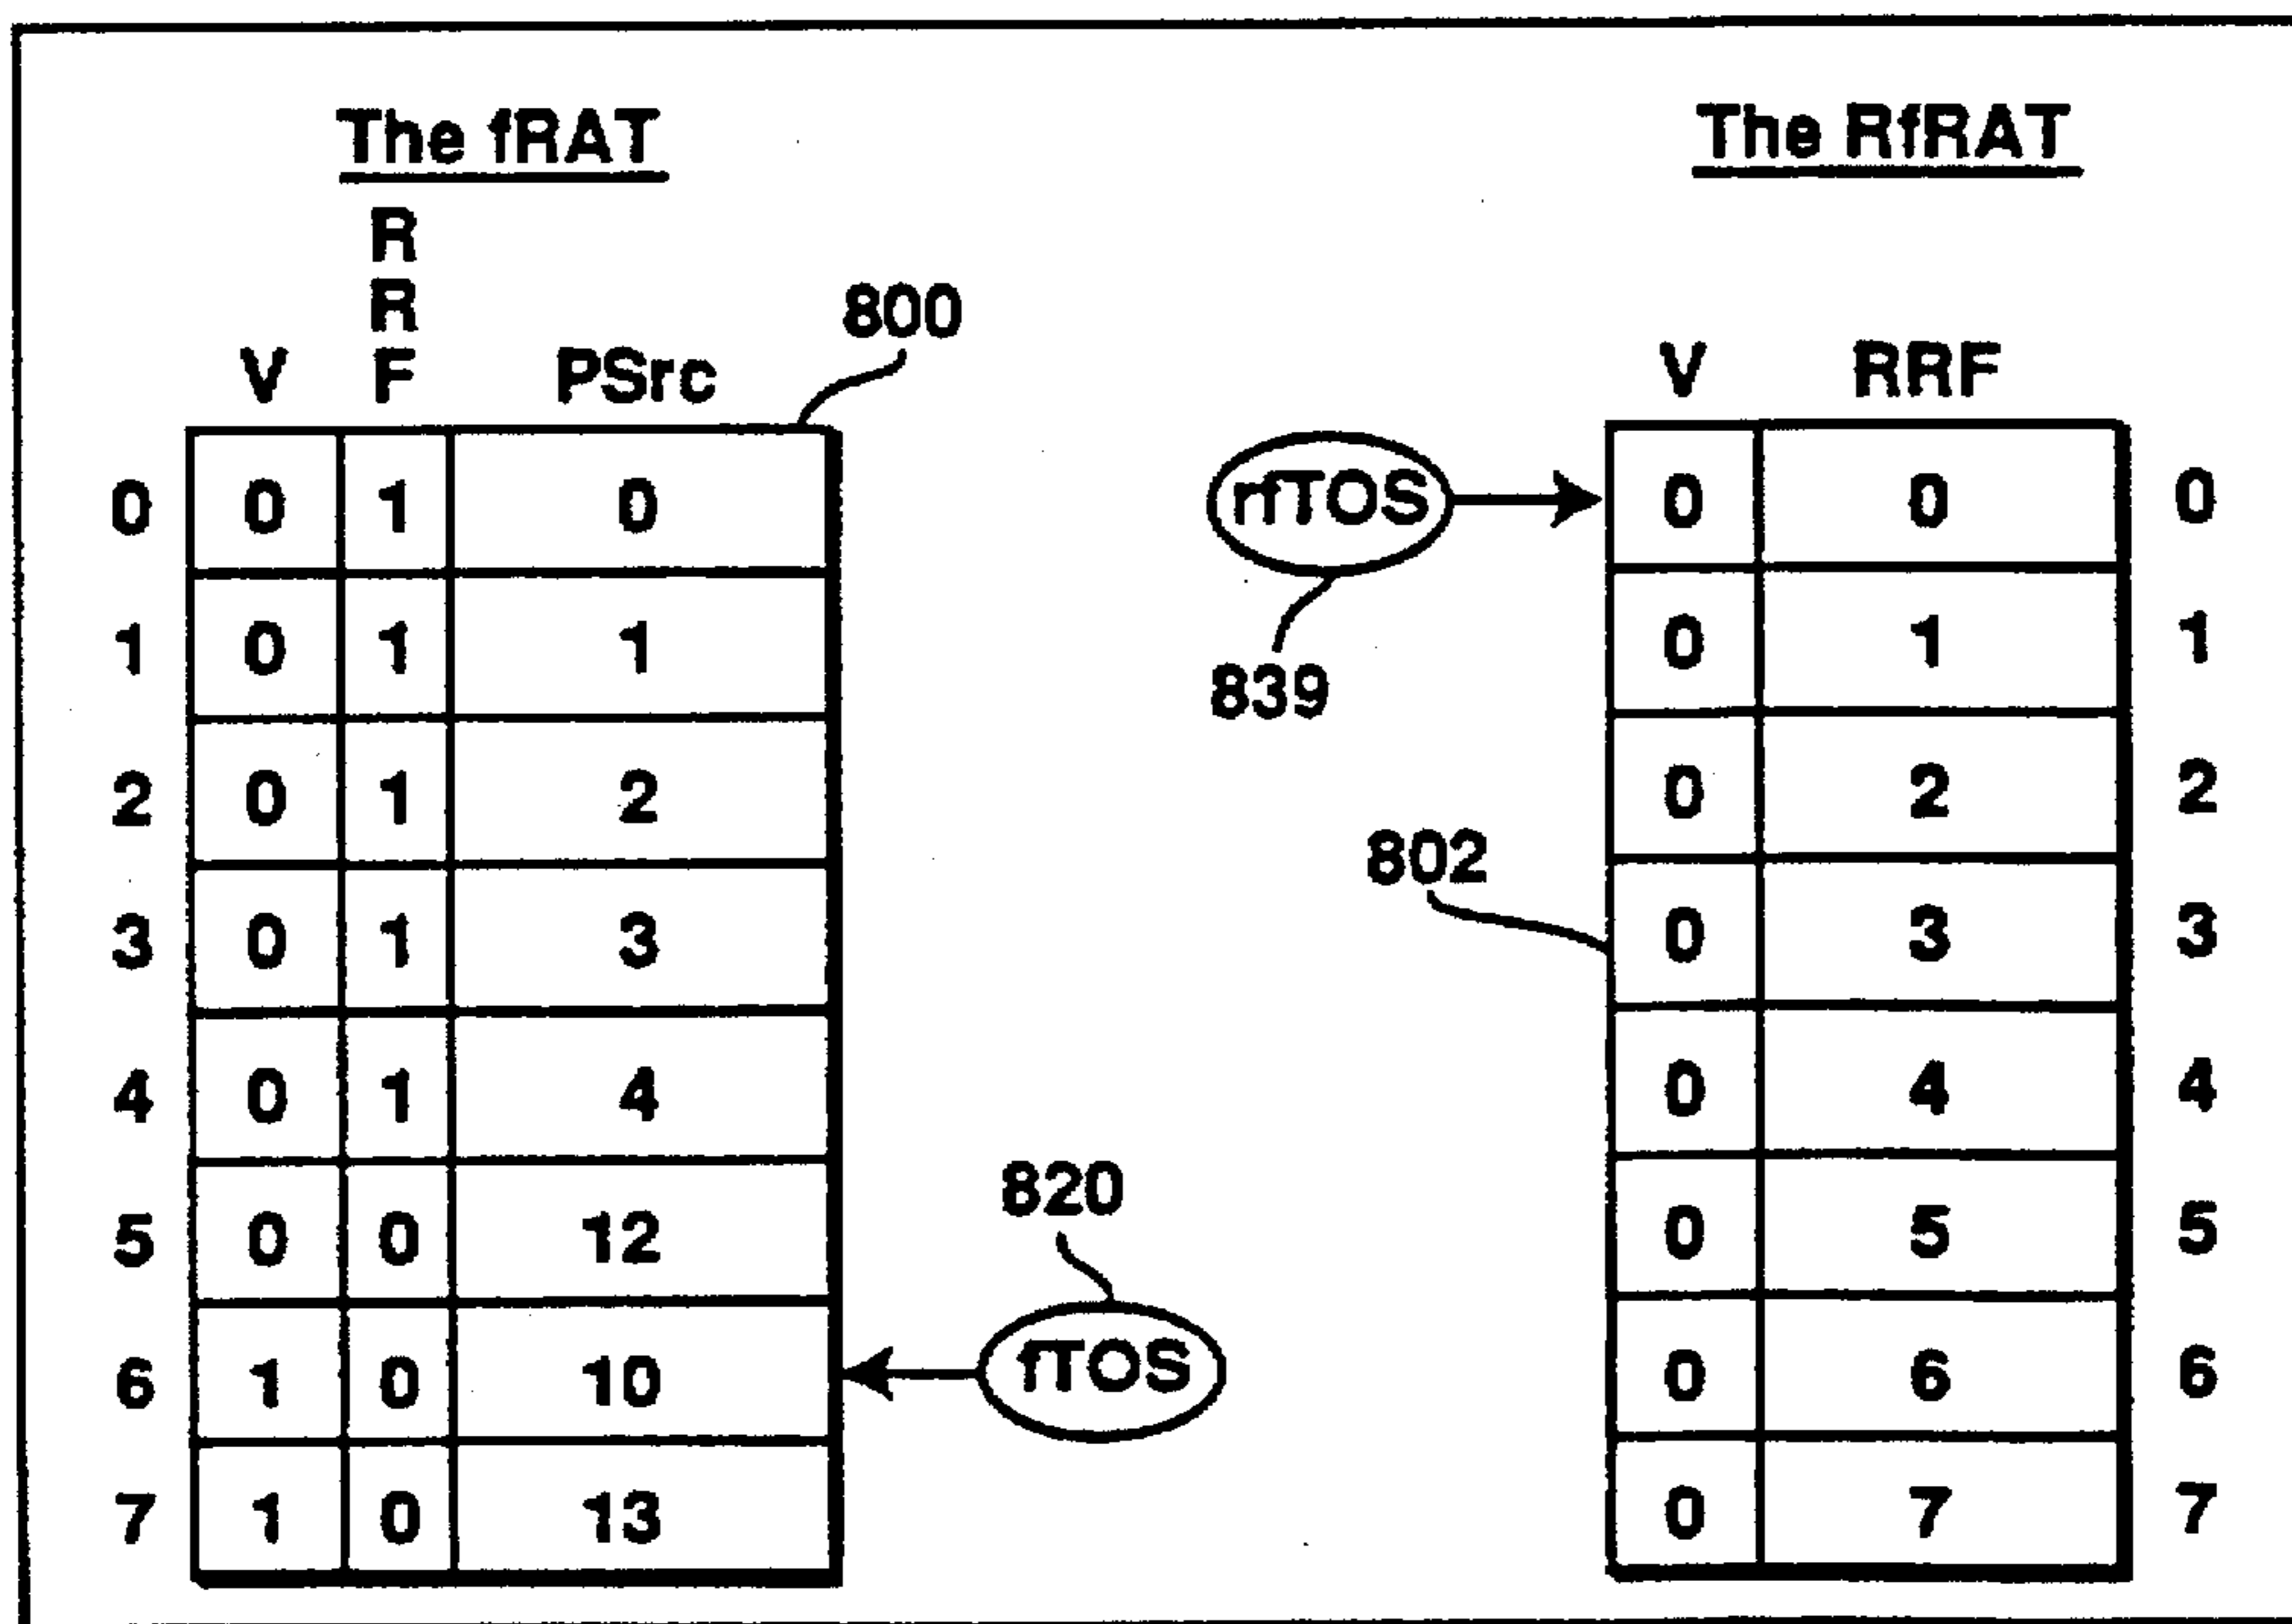 The fRAT
The RfRAT
R
R
V F PSrc
800
V RRF
0 0 1 0
rfTOS
0 0 0
1 0 1 1
839
0 1 1
2 0 1 2
0 2 2
3 0 1 3
802
0 3 3
4 0 1 4
0 4 4
5 0 0 12
820
0 5 5
6 1 0 10
fTOS
0 6 6
7 1 0 13
0 7 7